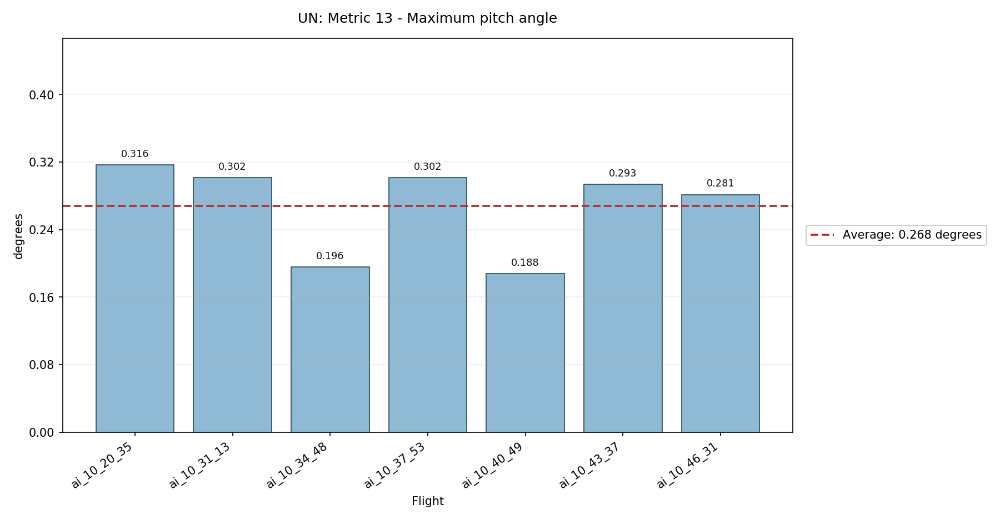 UN: Metric 13 - Maximum pitch angle
0.40
0.32
0.24
0.16
0.08
0.00
degrees
0.316
0.302
0.196
0.302
0.188
0.293
0.281
Average: 0.268 degrees
ai_10_20_35
ai_10_31_13
ai_10_34_48
ai_10_37_53
ai_10_40_49
ai_10_43_37
ai_10_46_31
Flight